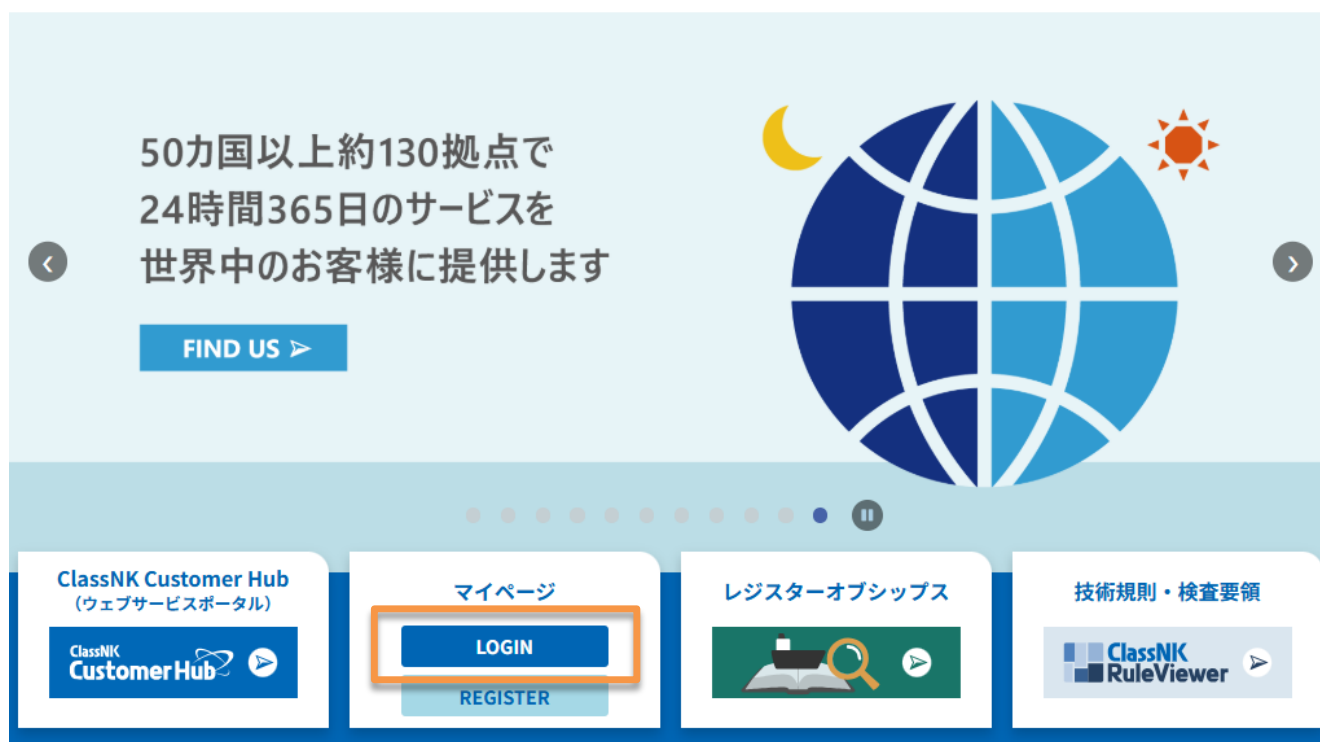 50カ国以上約130拠点で
24時間365日のサービスを
世界中のお客様に提供します
FIND US
ClassNK Customer Hub
（ウェブサービスポータル）
ClassNK
CustomerHub
マイページ
LOGIN
REGISTER
レジスターオブシップス
技術規則・検査要領
ClassNK
RuleViewer